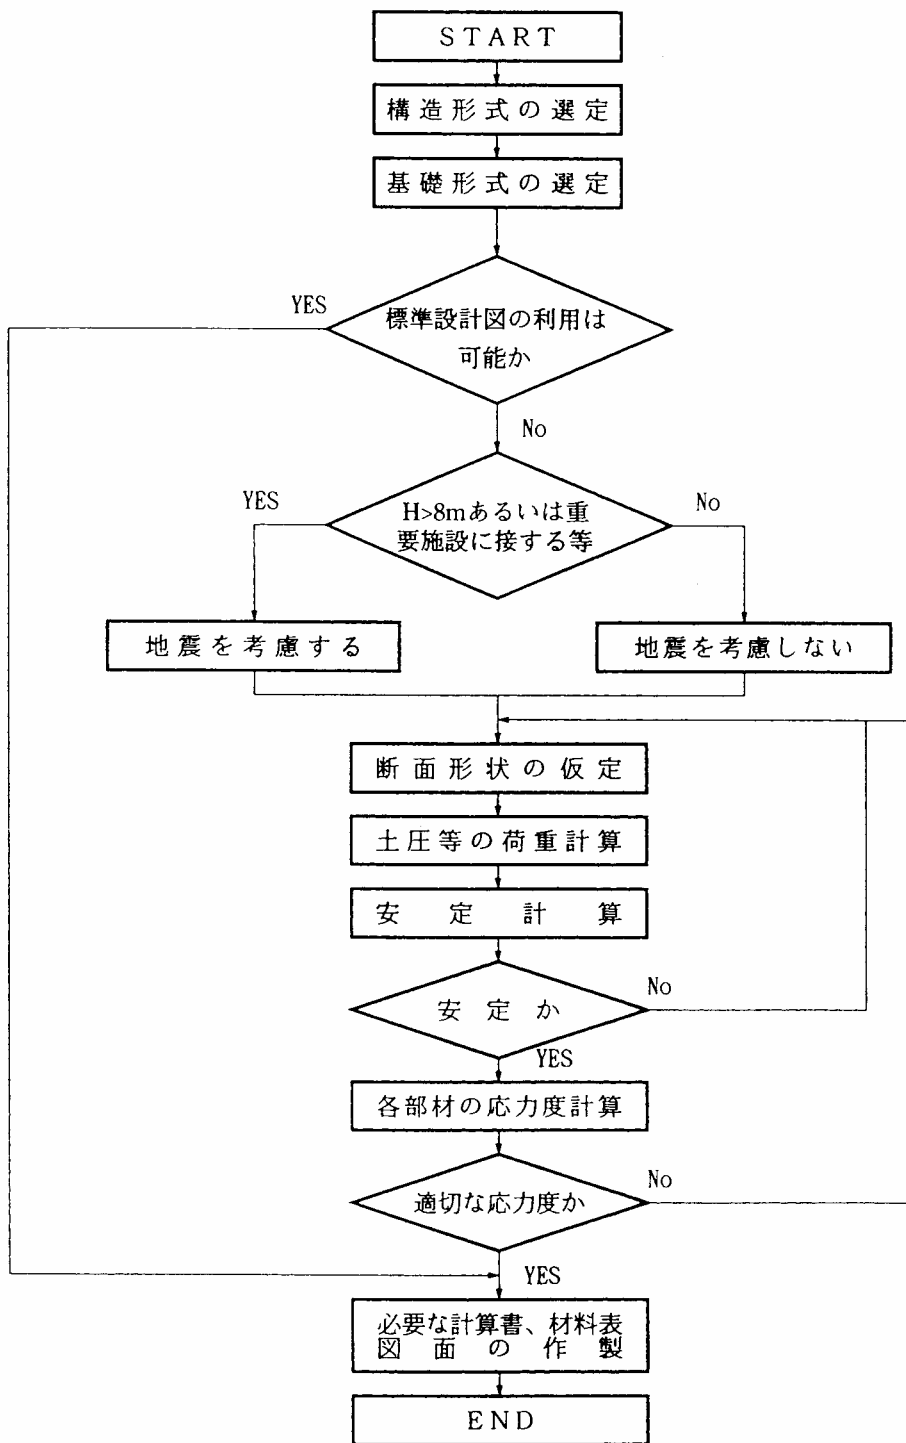 START
構造形式の選定
基礎形式の選定
YES
標準設計図の利用は
可能か
No
YES
H>8mあるいは重
要施設に接する等
No
地震を考慮する
地震を考慮しない
断面形状の仮定
土圧等の荷重計算
安定計算
安定か
No
YES
各部材の応力度計算
適切な応力度か
No
YES
必要な計算書、材料表
図面の作製
END